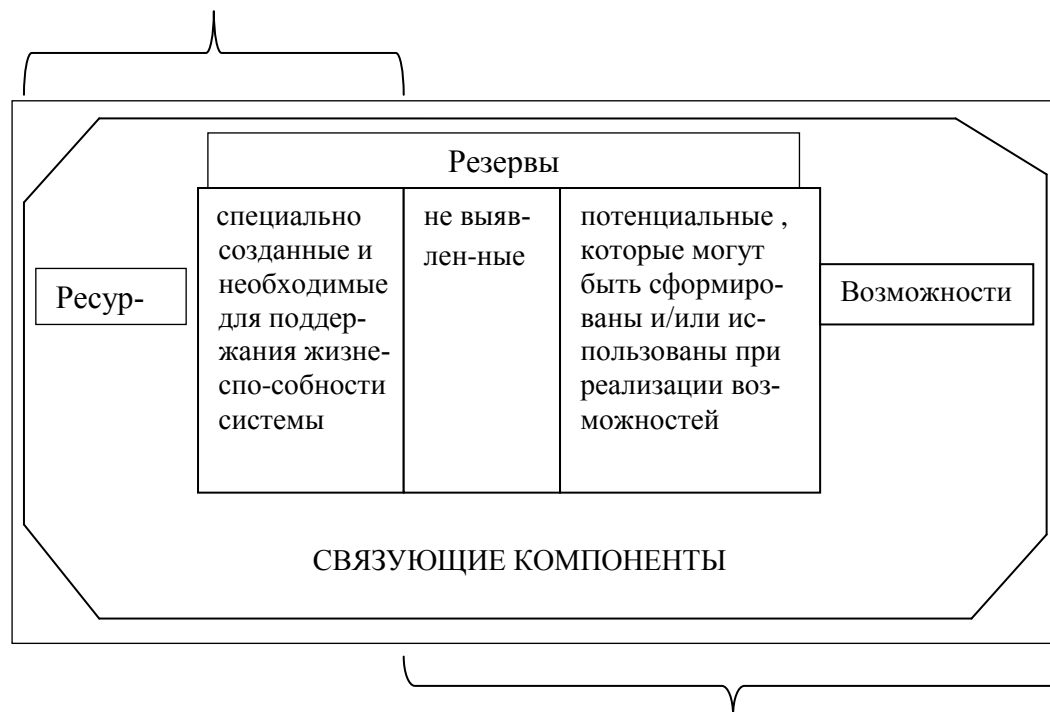 Резервы
специально
созданные и
необходимые
для поддер-
жания жизне-
спо-собности
системы
не выяв-
лен-ные
потенциальные ,
которые могут
быть сформиро-
ваны и/или ис-
пользованы при
реализации воз-
можностей
Ресур-
Возможности
СВЯЗУЮЩИЕ КОМПОНЕНТЫ